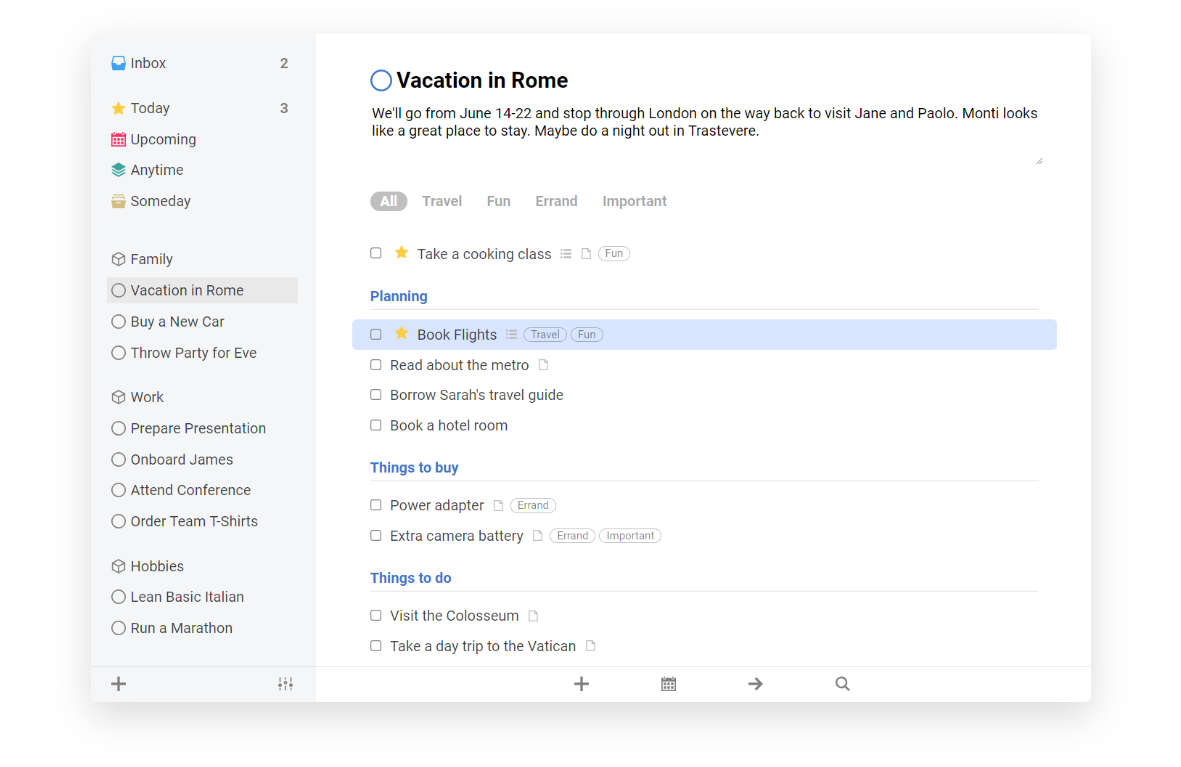 Inbox 2
Today 3
Upcoming
Anytime
Someday
Family
Vacation in Rome
Buy a New Car
Throw Party for Eve
Work
Prepare Presentation
Onboard James
Attend Conference
Order Team T-Shirts
Hobbies
Lean Basic Italian
Run a Marathon
Vacation in Rome
We'll go from June 14-22 and stop through London on the way back to visit Jane and Paolo. Monti looks
like a great place to stay. Maybe do a night out in Trastevere.
All Travel Fun Errand Important
Take a cooking class Fun
Planning
Book Flights Travel Fun
Read about the metro
Borrow Sarah's travel guide
Book a hotel room
Things to buy
Power adapter Errand
Extra camera battery Errand Important
Things to do
Visit the Colosseum
Take a day trip to the Vatican